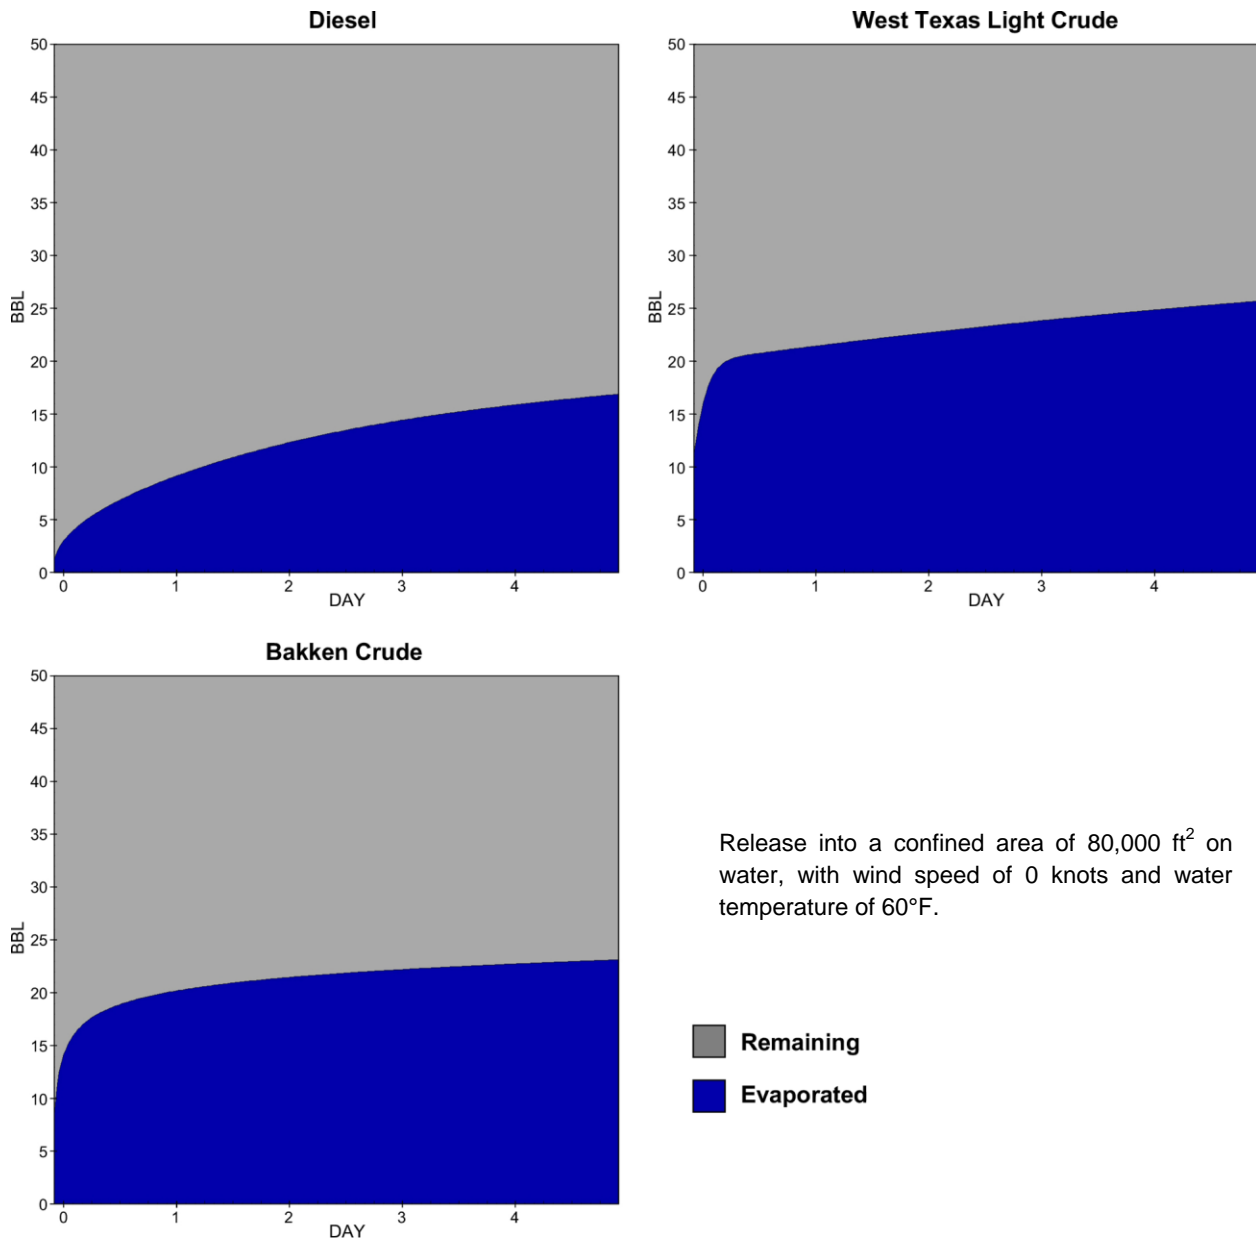 Diesel
50
45
40
35
30
25
20
15
10
5
0
BBL
0 1 2 3 4
DAY
West Texas Light Crude
50
45
40
35
30
25
20
15
10
5
0
BBL
0 1 2 3 4
DAY
Bakken Crude
50
45
40
35
30
25
20
15
10
5
0
BBL
0 1 2 3 4
DAY
Release into a confined area of 80,000 ft² on
water, with wind speed of 0 knots and water
temperature of 60°F.
Remaining
Evaporated